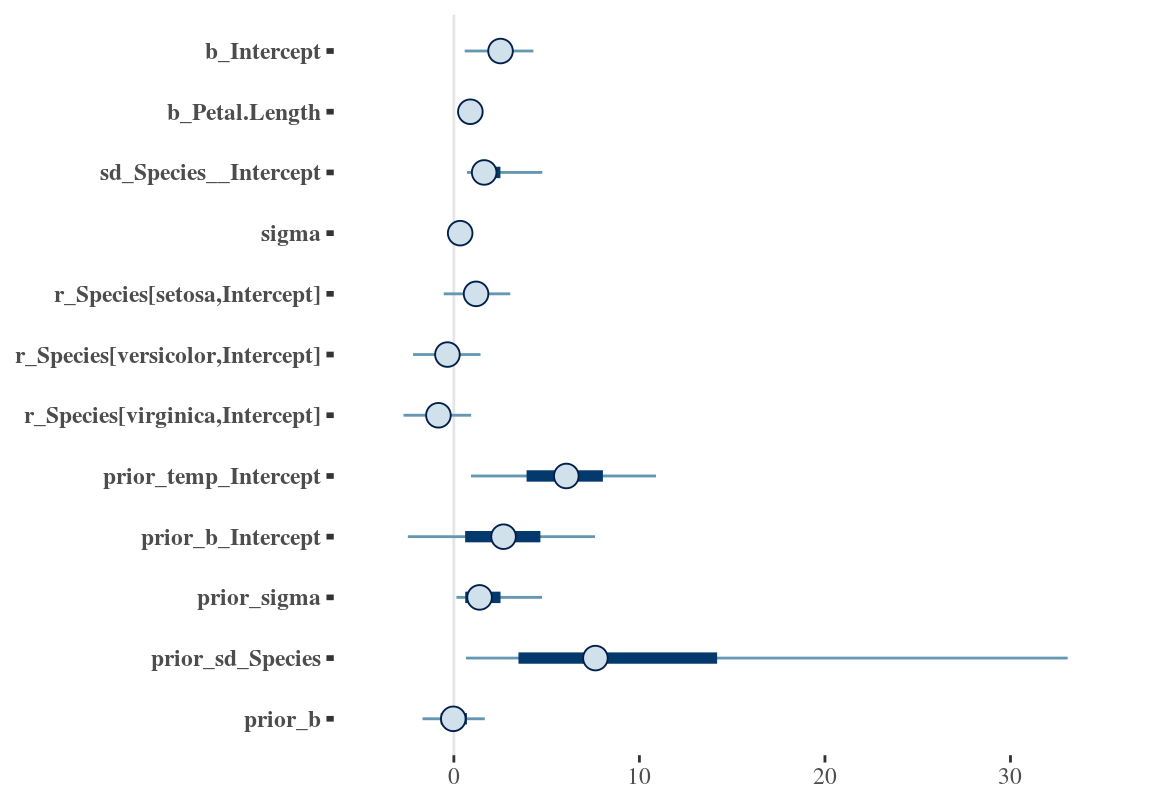 b_Intercept
b_Petal.Length
sd_Species__Intercept
sigma
r_Species[setosa,Intercept]
r_Species[versicolor,Intercept]
r_Species[virginica,Intercept]
prior_temp_Intercept
prior_b_Intercept
prior_sigma
prior_sd_Species
prior_b
0 10 20 30